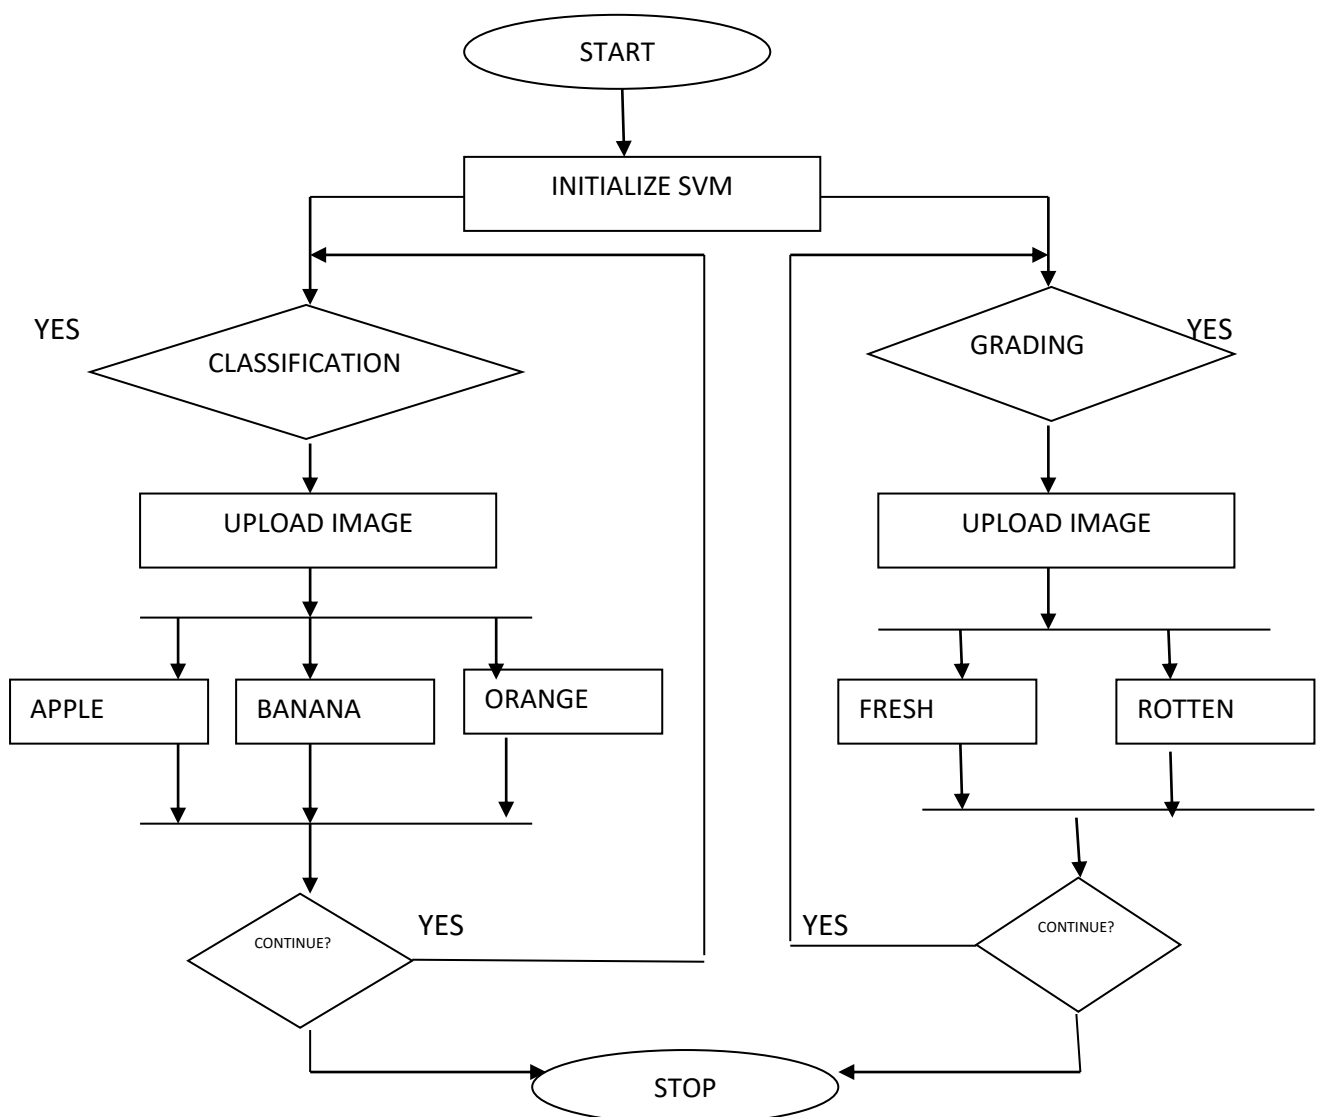 START
INITIALIZE SVM
YES
CLASSIFICATION
GRADING
YES
UPLOAD IMAGE
UPLOAD IMAGE
APPLE
BANANA
ORANGE
FRESH
ROTTEN
CONTINUE?
YES
YES
CONTINUE?
STOP